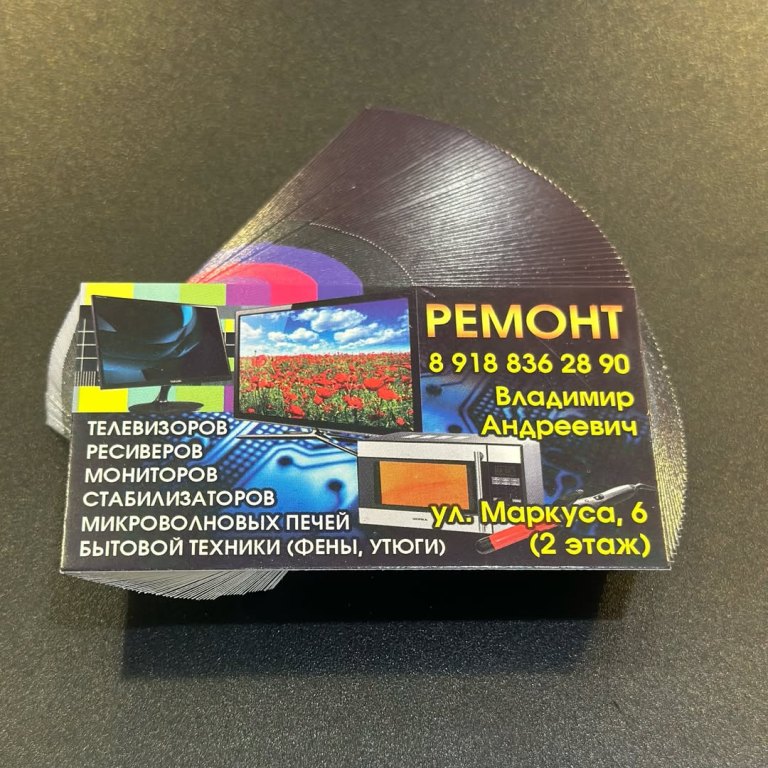 РЕМОНТ
8 918 836 28 90
Владимир
Андреевич
ТЕЛЕВИЗОРОВ
РЕСИВЕРОВ
МОНИТОРОВ
СТАБИЛИЗАТОРОВ
МИКРОВОЛНОВЫХ ПЕЧЕЙ
БЫТОВОЙ ТЕХНИКИ (ФЕНЫ, УТЮГИ)
ул. Маркуса, 6
(2 этаж)